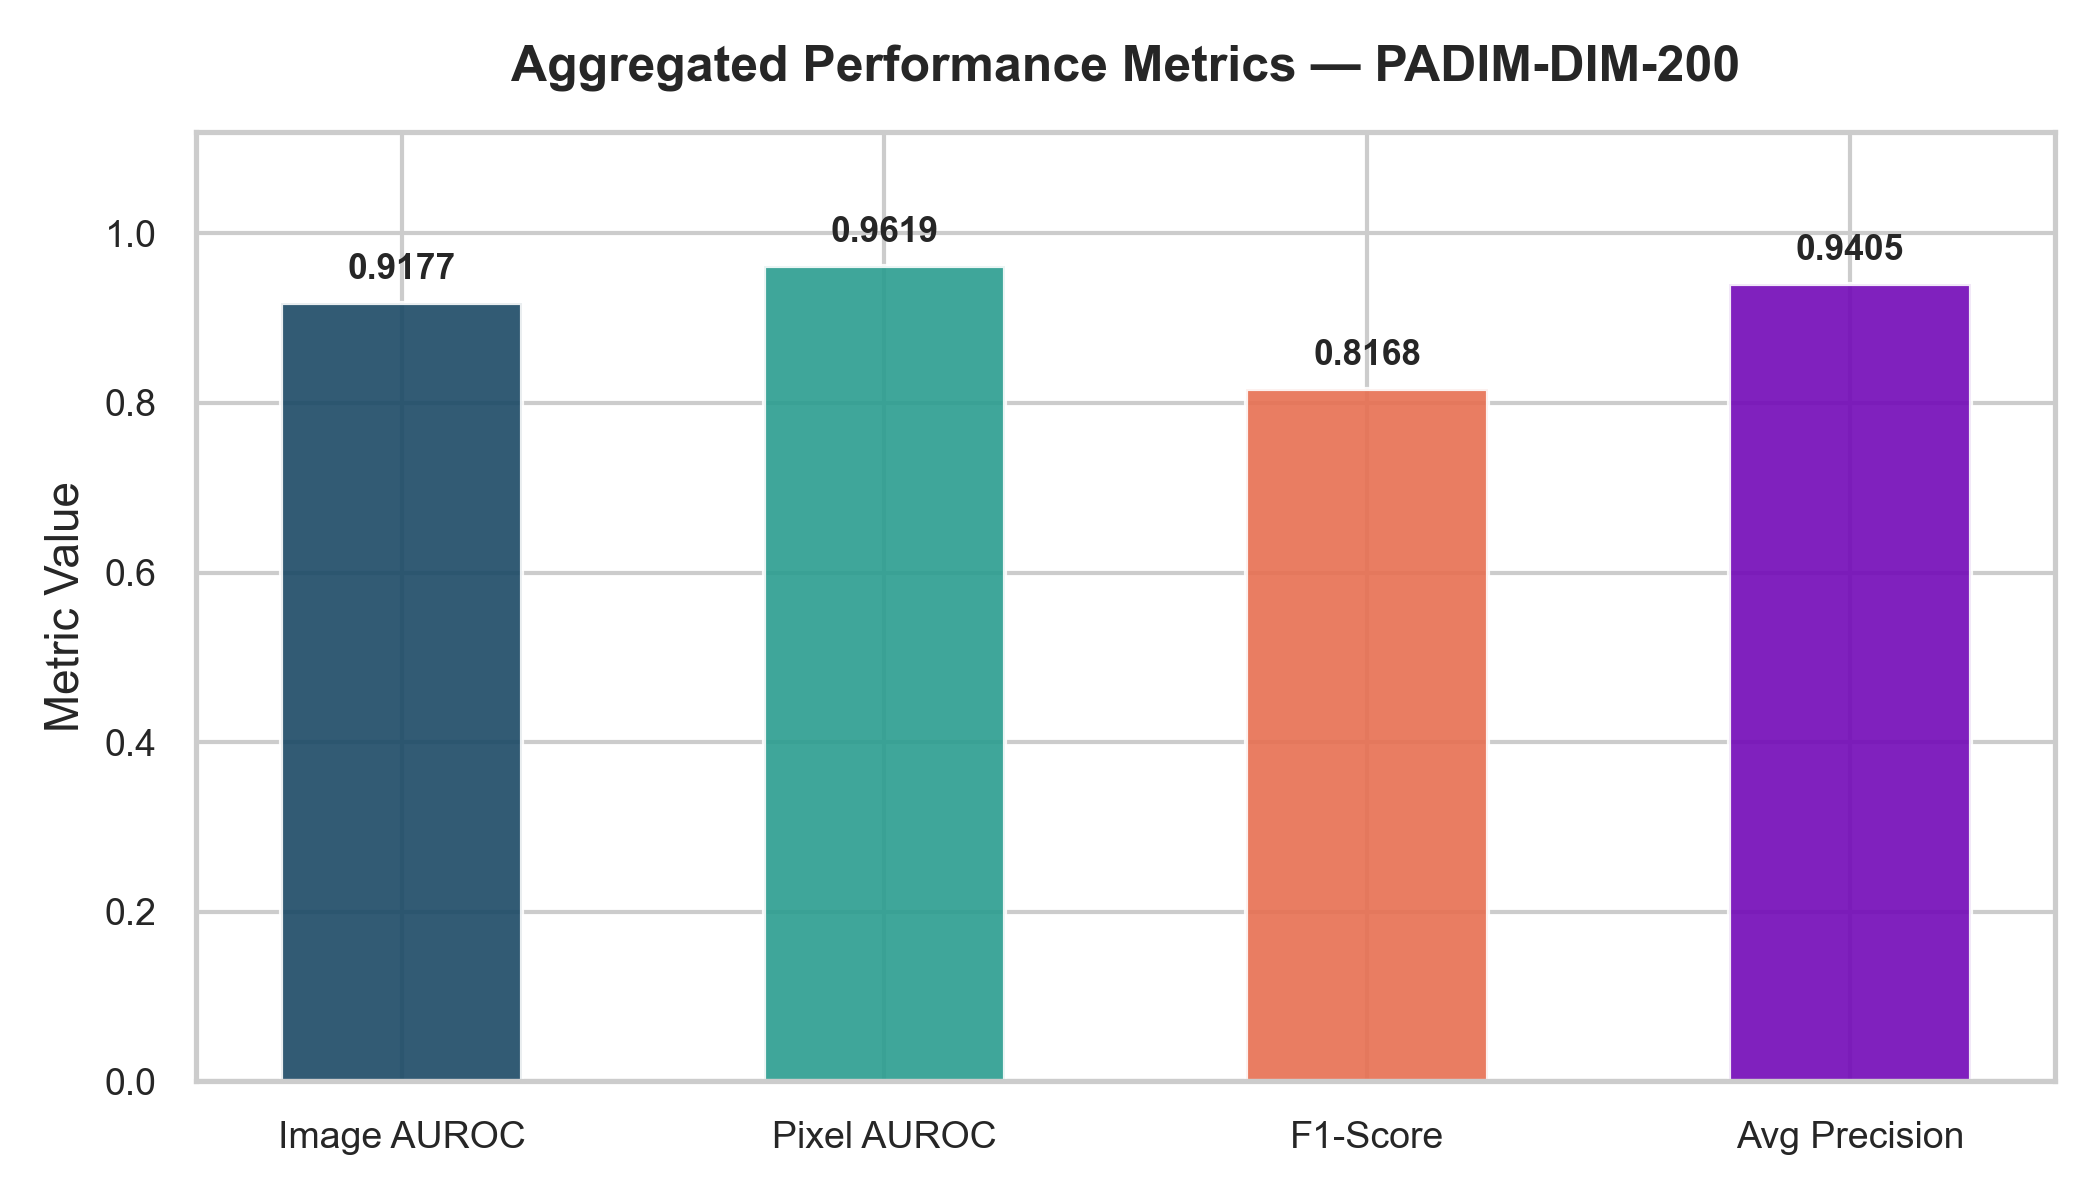 Aggregated Performance Metrics — PADIM-DIM-200
Metric Value
1.0
0.8
0.6
0.4
0.2
0.0
0.9177
0.9619
0.8168
0.9405
Image AUROC
Pixel AUROC
F1-Score
Avg Precision